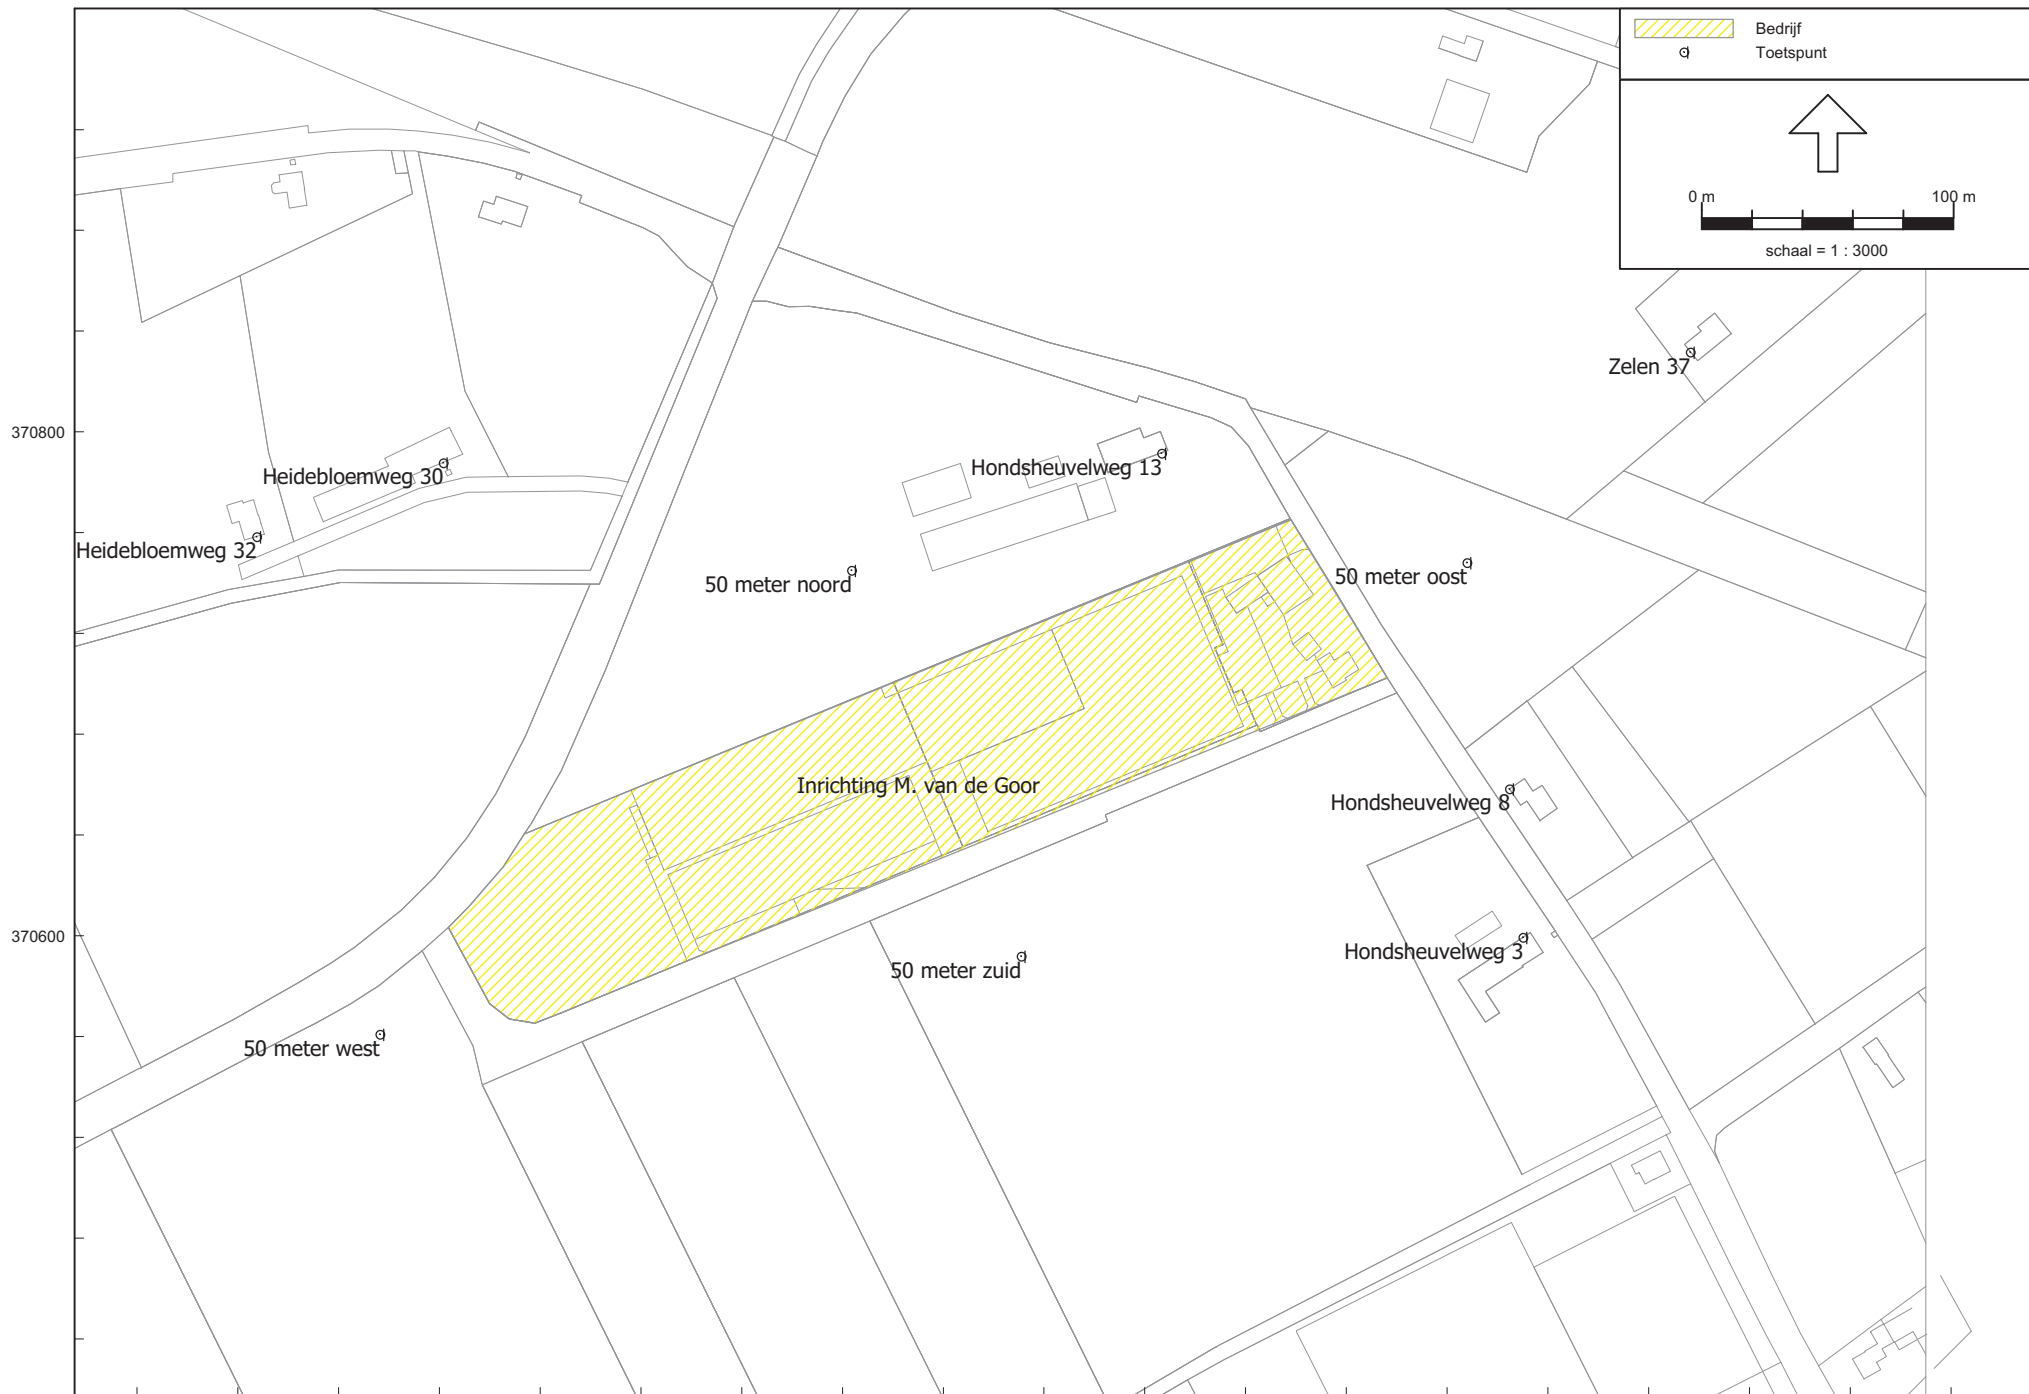 Bedrijf
Toetspunt
0 m 100 m
schaal = 1 : 3000
Zelen 37
370800
Heidebloemweg 30
Hondsheuvelweg 13
Heidebloemweg 32
50 meter noord
50 meter oost
Inrichting M. van de Goor
Hondsheuvelweg 8
370600
Hondsheuvelweg 3
50 meter zuid
50 meter west